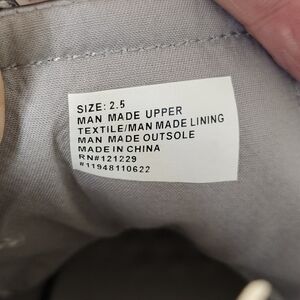 SIZE: 2.5
MAN MADE UPPER
TEXTILE/MAN MADE LINING
MAN MADE OUTSOLE
MADE IN CHINA
RN#121229
#11948110622